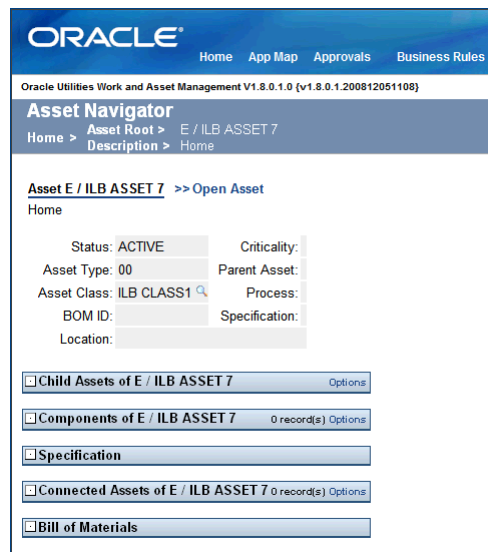 ORACLE®
Home App Map Approvals Business Rules
Oracle Utilities Work and Asset Management V1.8.0.1.0 {v1.8.0.1.200812051108}
Asset Navigator
Home > Asset Root > E / ILB ASSET 7
Description > Home
Asset E / ILB ASSET 7 >> Open Asset
Home
Status: ACTIVE Criticality:
Asset Type: 00 Parent Asset:
Asset Class: ILB CLASS1 Process:
BOM ID: Specification:
Location:
Child Assets of E / ILB ASSET 7 Options
Components of E / ILB ASSET 7 0 record(s) Options
Specification
Connected Assets of E / ILB ASSET 7 0 record(s) Options
Bill of Materials